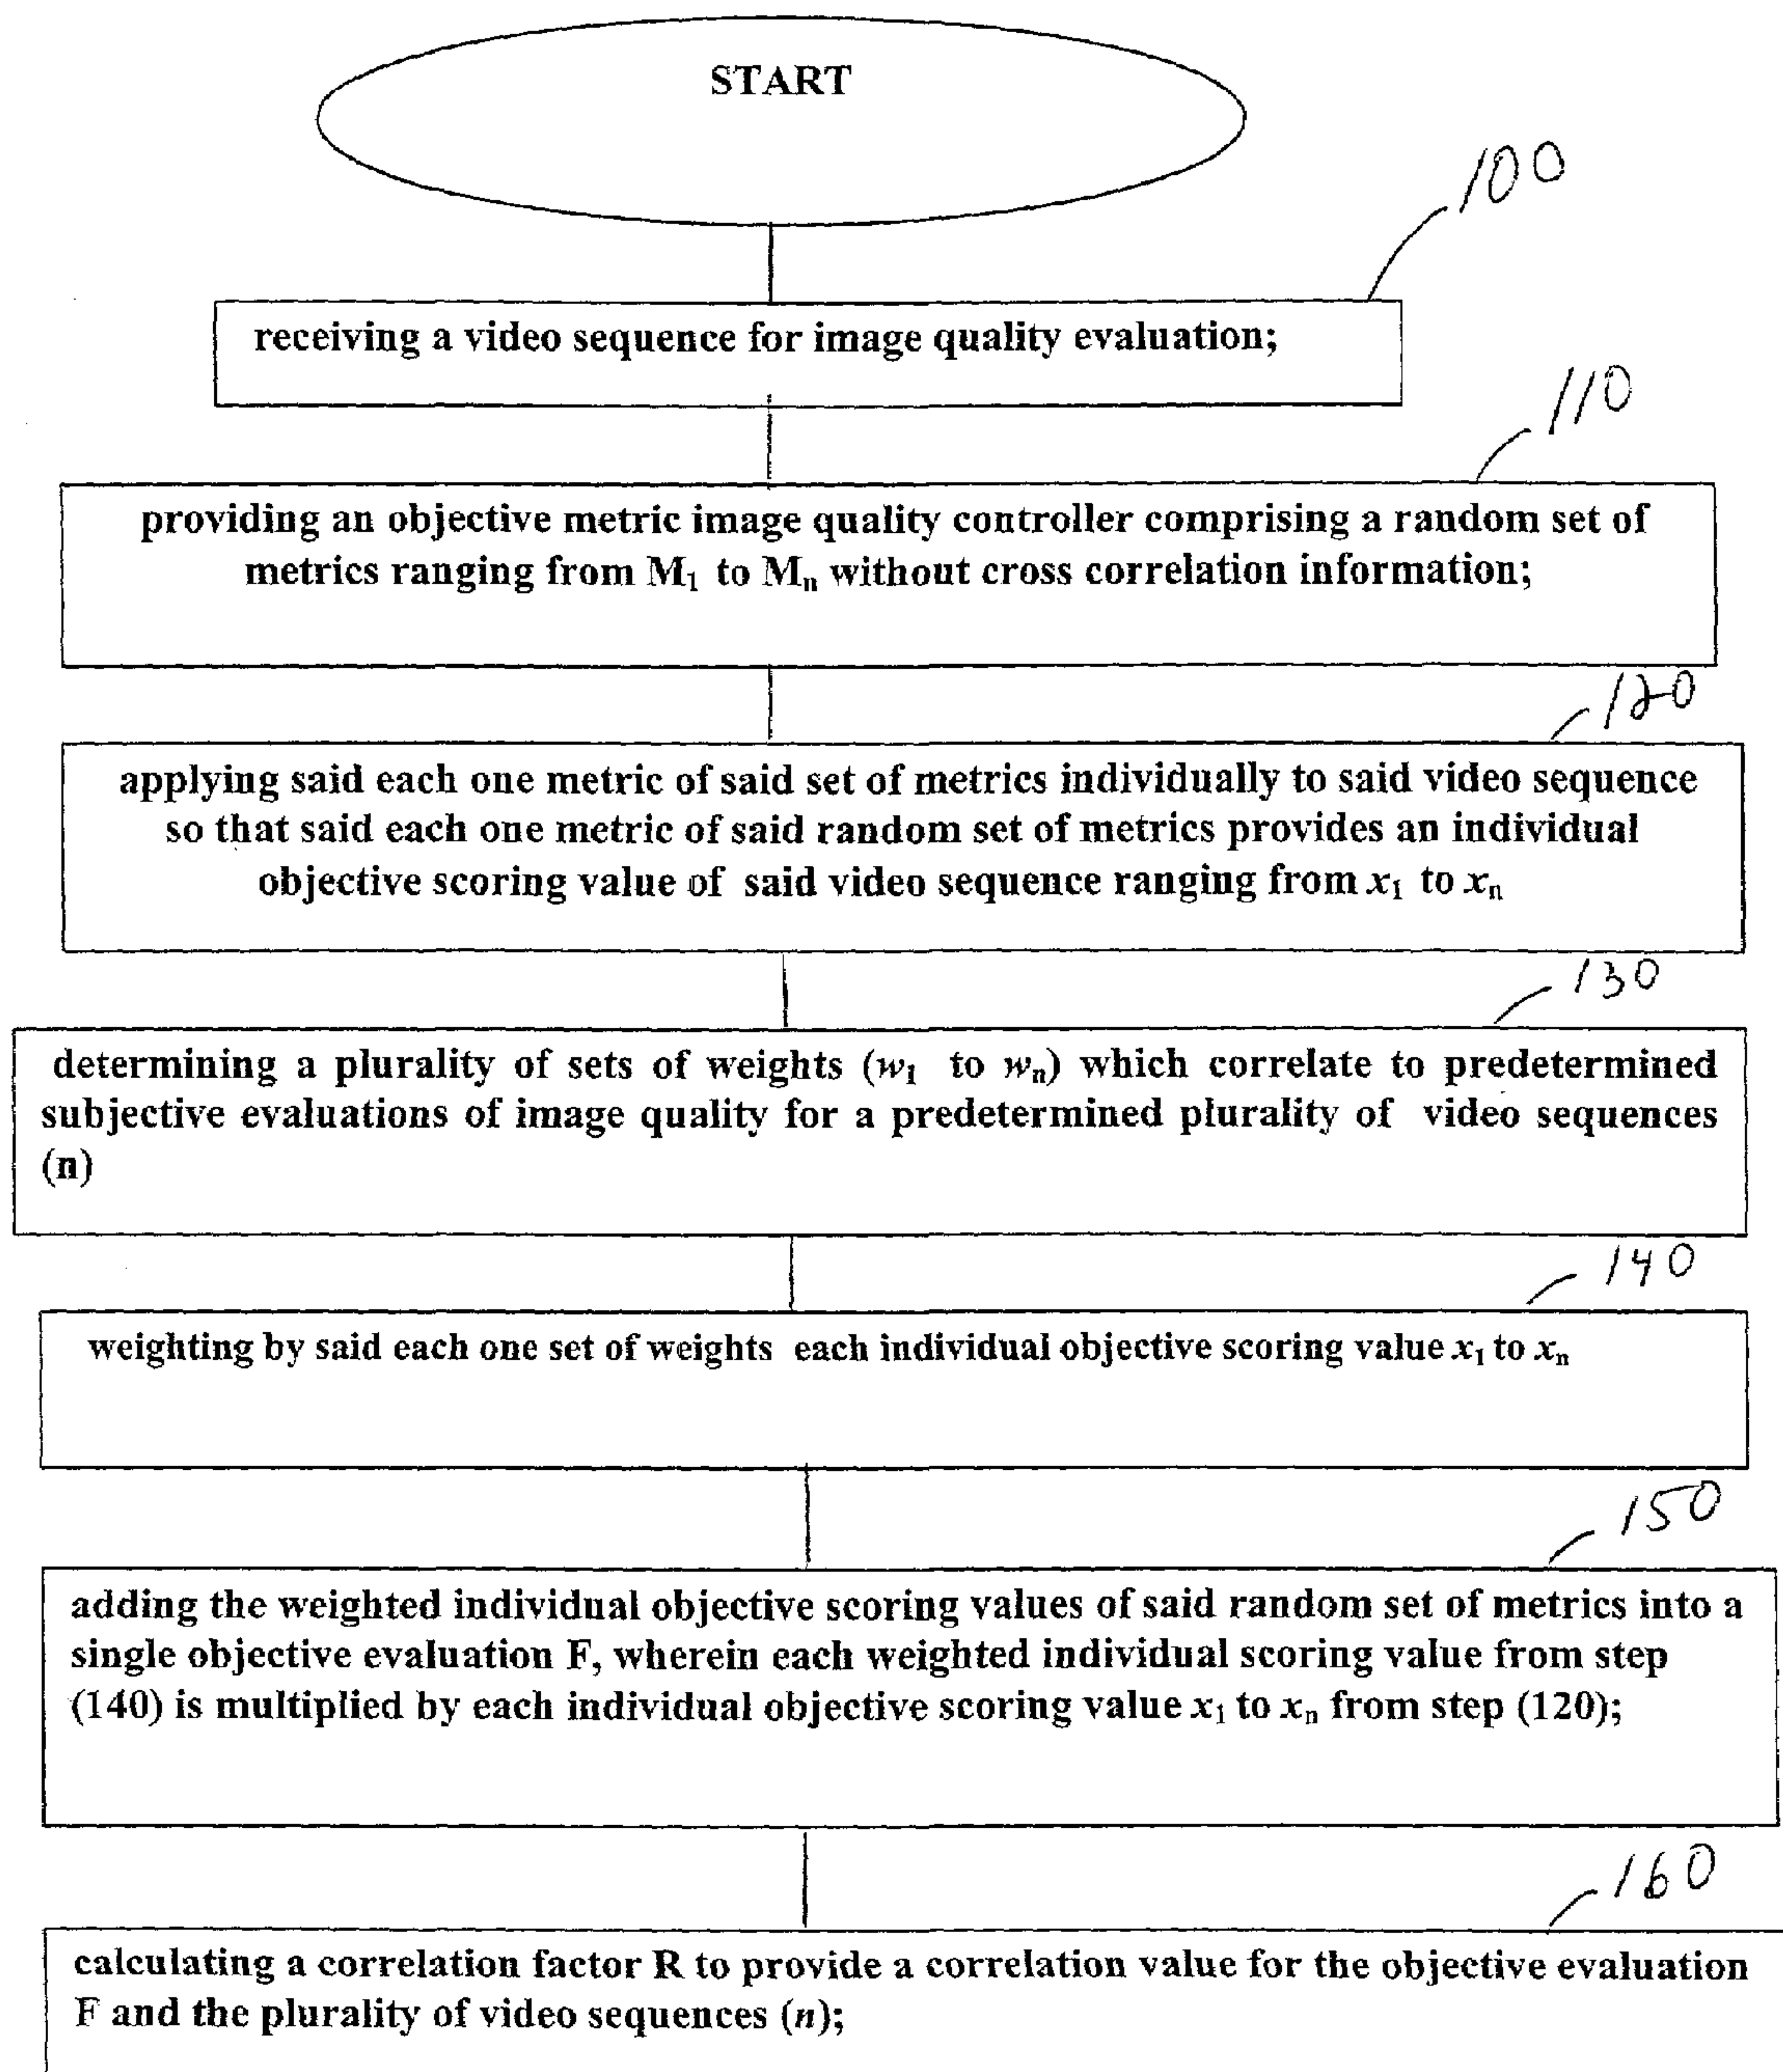 START
100
receiving a video sequence for image quality evaluation;
110
providing an objective metric image quality controller comprising a random set of
metrics ranging from M₁ to Mₙ without cross correlation information;
120
applying said each one metric of said set of metrics individually to said video sequence
so that said each one metric of said random set of metrics provides an individual
objective scoring value of said video sequence ranging from x₁ to xₙ
130
determining a plurality of sets of weights (w₁ to wₙ) which correlate to predetermined
subjective evaluations of image quality for a predetermined plurality of video sequences
(n)
140
weighting by said each one set of weights each individual objective scoring value x₁ to xₙ
150
adding the weighted individual objective scoring values of said random set of metrics into a
single objective evaluation F, wherein each weighted individual scoring value from step
(140) is multiplied by each individual objective scoring value x₁ to xₙ from step (120);
160
calculating a correlation factor R to provide a correlation value for the objective evaluation
F and the plurality of video sequences (n);